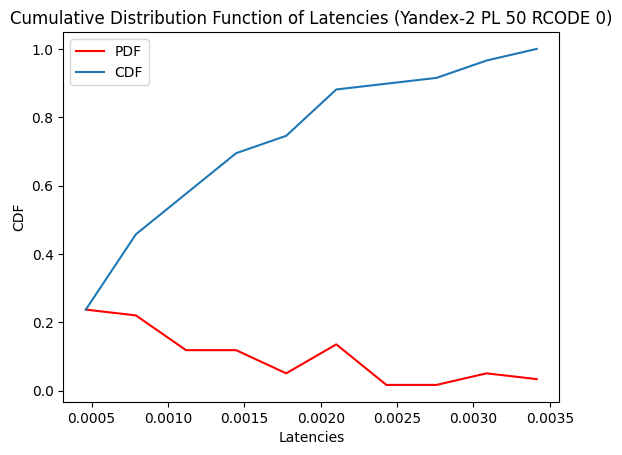 Cumulative Distribution Function of Latencies (Yandex-2 PL 50 RCODE 0)
PDF
CDF
1.0
0.8
0.6
0.4
0.2
0.0
CDF
0.0005 0.0010 0.0015 0.0020 0.0025 0.0030 0.0035
Latencies